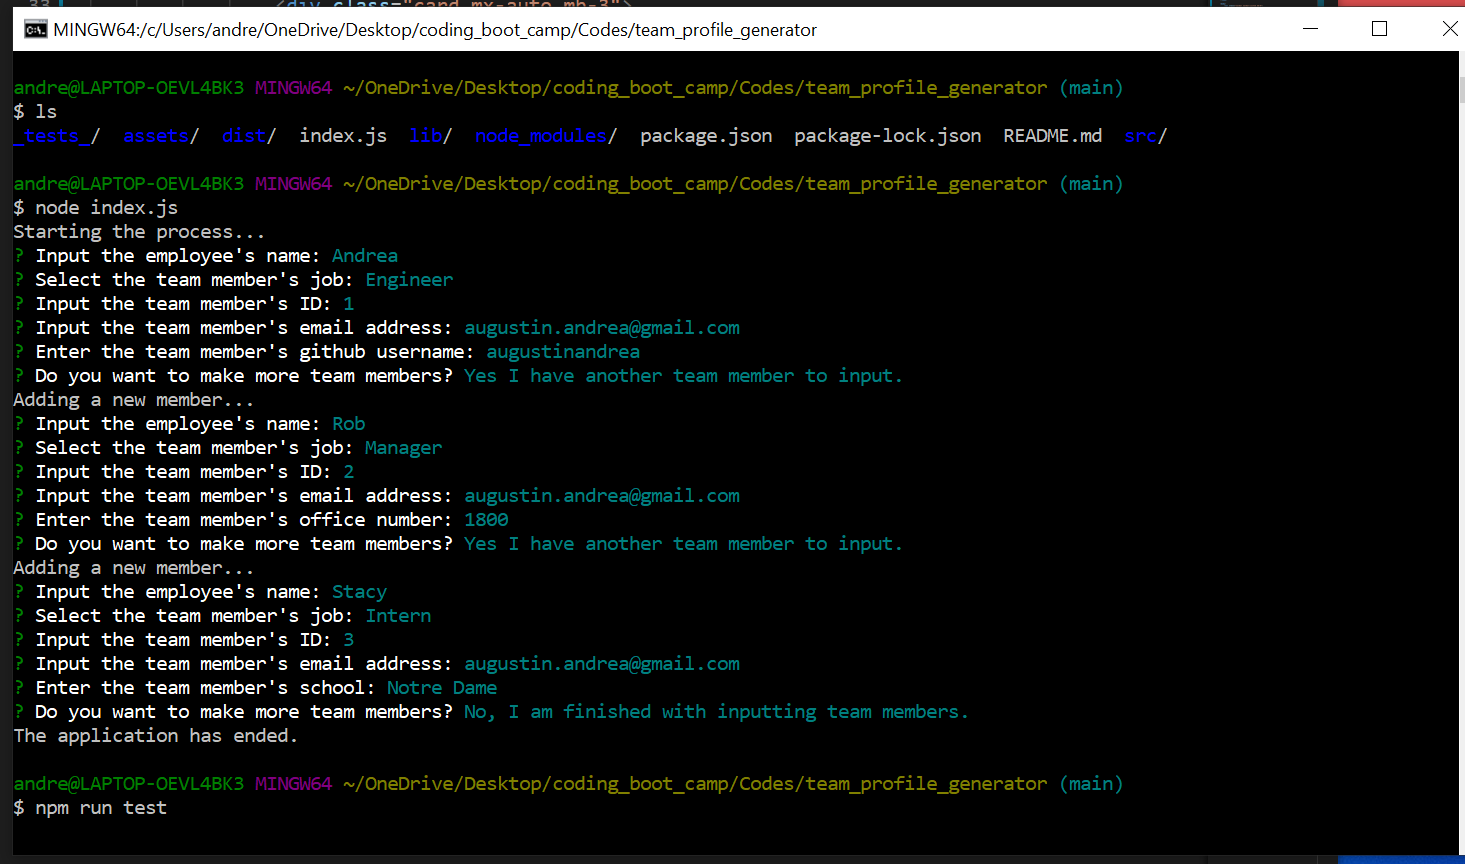 33 <div class="card mx-auto mb-3">
MINGW64:/c/Users/andre/OneDrive/Desktop/coding_boot_camp/Codes/team_profile_generator
andre@LAPTOP-OEVL4BK3 MINGW64 ~/OneDrive/Desktop/coding_boot_camp/Codes/team_profile_generator (main)
$ ls
_tests_/ assets/ dist/ index.js lib/ node_modules/ package.json package-lock.json README.md src/
andre@LAPTOP-OEVL4BK3 MINGW64 ~/OneDrive/Desktop/coding_boot_camp/Codes/team_profile_generator (main)
$ node index.js
Starting the process...
? Input the employee's name: Andrea
? Select the team member's job: Engineer
? Input the team member's ID: 1
? Input the team member's email address: augustin.andrea@gmail.com
? Enter the team member's github username: augustinandrea
? Do you want to make more team members? Yes I have another team member to input.
Adding a new member...
? Input the employee's name: Rob
? Select the team member's job: Manager
? Input the team member's ID: 2
? Input the team member's email address: augustin.andrea@gmail.com
? Enter the team member's office number: 1800
? Do you want to make more team members? Yes I have another team member to input.
Adding a new member...
? Input the employee's name: Stacy
? Select the team member's job: Intern
? Input the team member's ID: 3
? Input the team member's email address: augustin.andrea@gmail.com
? Enter the team member's school: Notre Dame
? Do you want to make more team members? No, I am finished with inputting team members.
The application has ended.
andre@LAPTOP-OEVL4BK3 MINGW64 ~/OneDrive/Desktop/coding_boot_camp/Codes/team_profile_generator (main)
$ npm run test